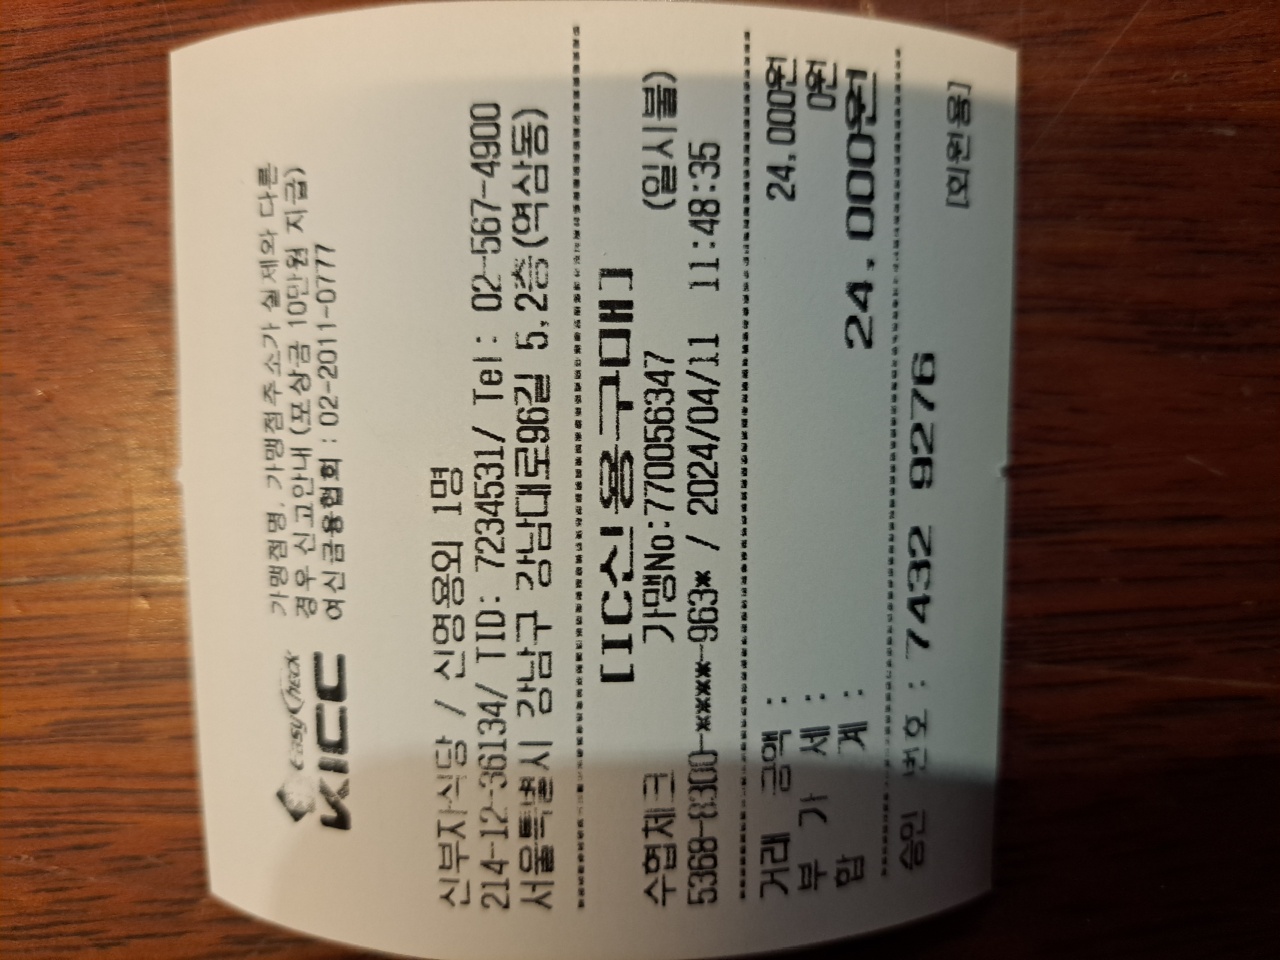 easyCheck
KICC
가맹점명, 가맹점주소가 실제와 다른
경우 신고안내(포상금 10만원 지급)
여신금융협회 : 02-2011-0777
신부자식당 / 신영용외 1명
214-12-36134/ TID: 7234531/ Tel: 02-567-4900
서울특별시 강남구 강남대로96길 5,2층(역삼동)
[IC신용구매]
수협체크 가맹No:770056347 (일시불)
5368-8300-****-963* / 2024/04/11 11:48:35
거래 금액 : 24,000원
부 가 세 : 0원
합 계 : 24,000원
승인 번호 : 7432 9276
[회원용]